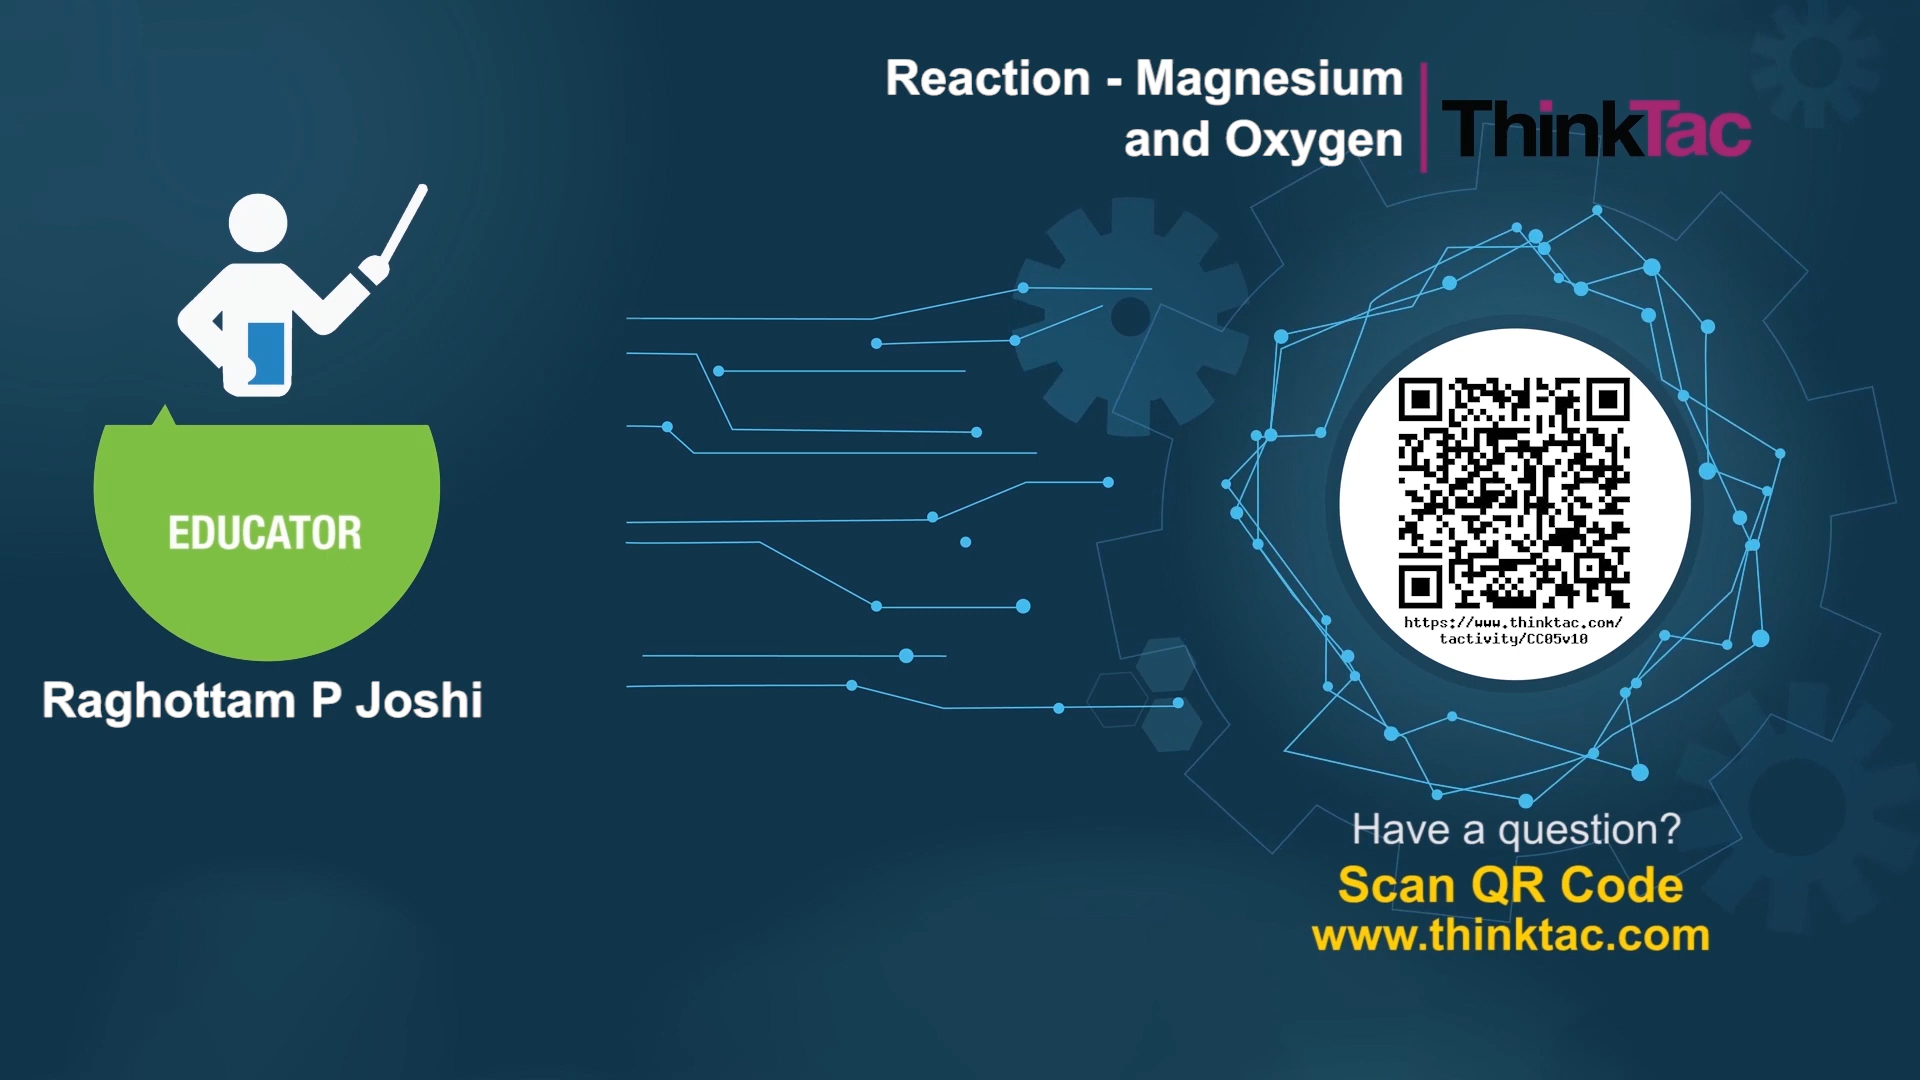 Reaction - Magnesium
and Oxygen
ThinkTac
EDUCATOR
Raghottam P Joshi
https://www.thinktac.com/
tactivity/CC05v10
Have a question?
Scan QR Code
www.thinktac.com